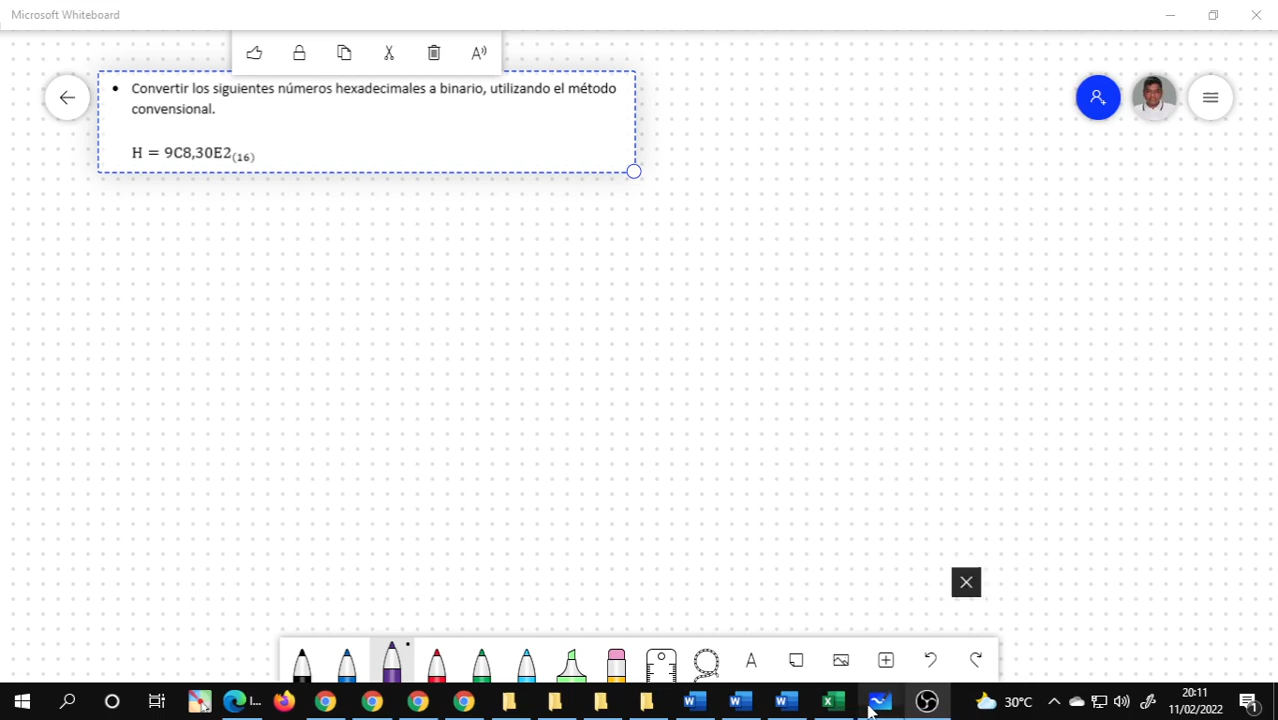 Microsoft Whiteboard
• Convertir los siguientes números hexadecimales a binario, utilizando el método
convensional.
H = 9C8,30E2(16)
30°C
20:11
11/02/2022